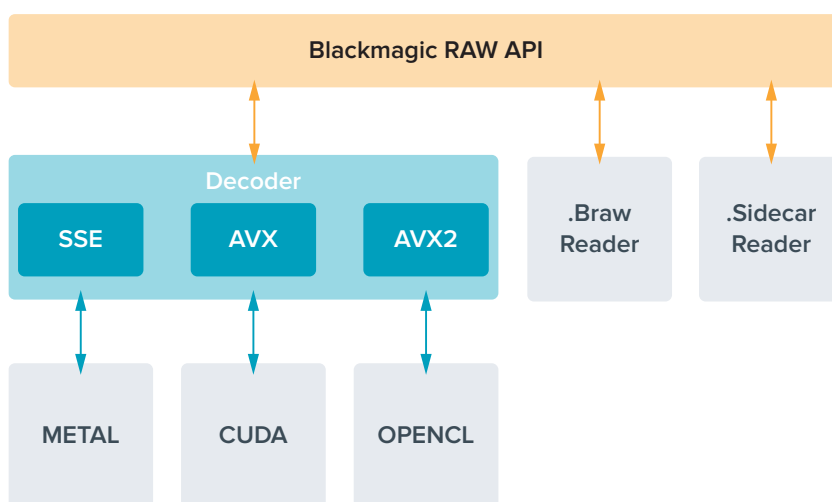 Blackmagic RAW API
Decoder
SSE
AVX
AVX2
.Braw
Reader
.Sidecar
Reader
METAL
CUDA
OPENCL